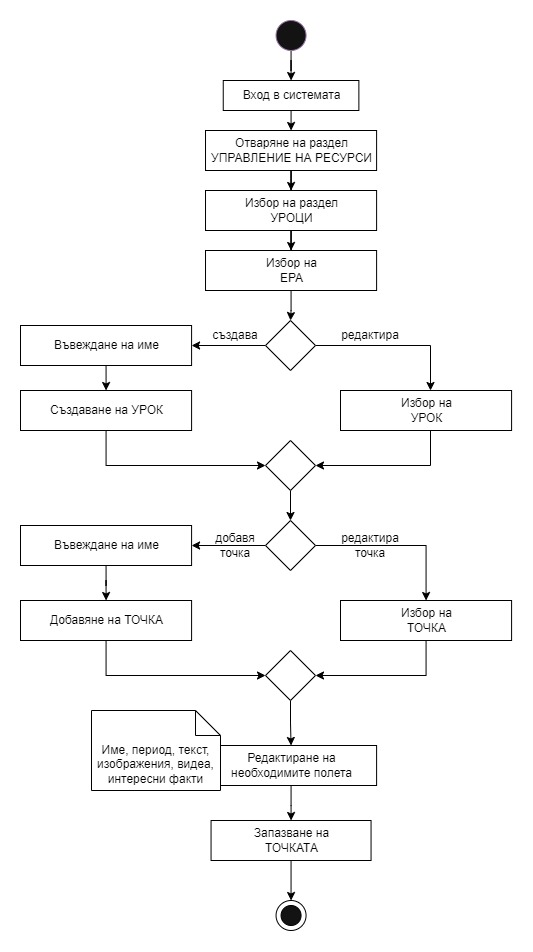 Вход в системата
Отваряне на раздел
УПРАВЛЕНИЕ НА РЕСУРСИ
Избор на раздел
УРОЦИ
Избор на
ЕРА
създава
редактира
Въвеждане на име
Създаване на УРОК
Избор на
УРОК
добавя
точка
редактира
точка
Въвеждане на име
Добавяне на ТОЧКА
Избор на
ТОЧКА
Име, период, текст,
изображения, видеа,
интересни факти
Редактиране на
необходимите полета
Запазване на
ТОЧКАТА